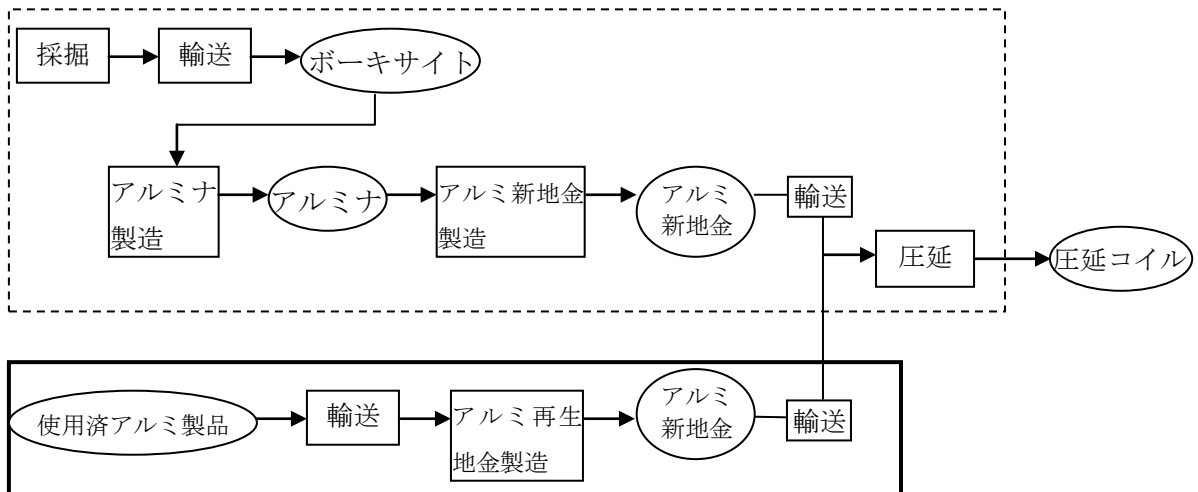 採掘
輸送
ボーキサイト
アルミナ
製造
アルミナ
アルミ新地金
製造
アルミ
新地金
輸送
圧延
圧延コイル
使用済アルミ製品
輸送
アルミ再生
地金製造
アルミ
新地金
輸送